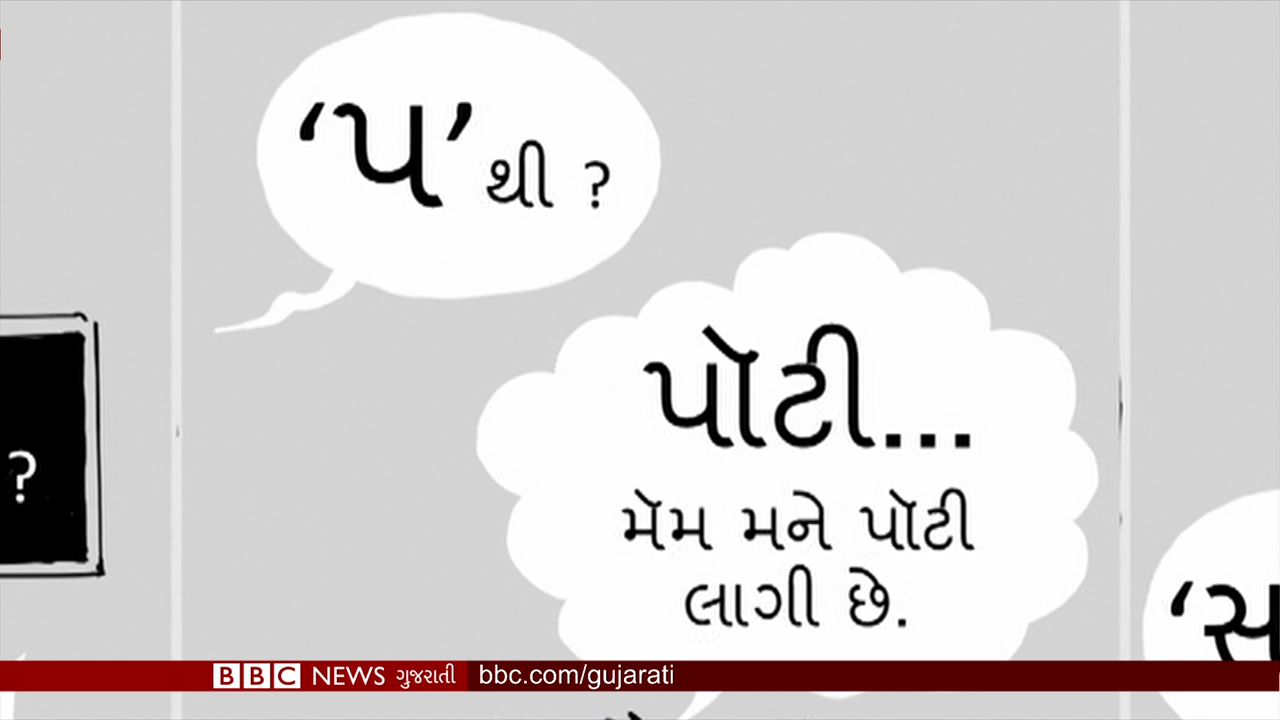 ‘પ’ થી ?
પૉટી...
મૅમ મને પૉટી
લાગી છે.
?
‘સ
BBC NEWS ગુજરાતી bbc.com/gujarati